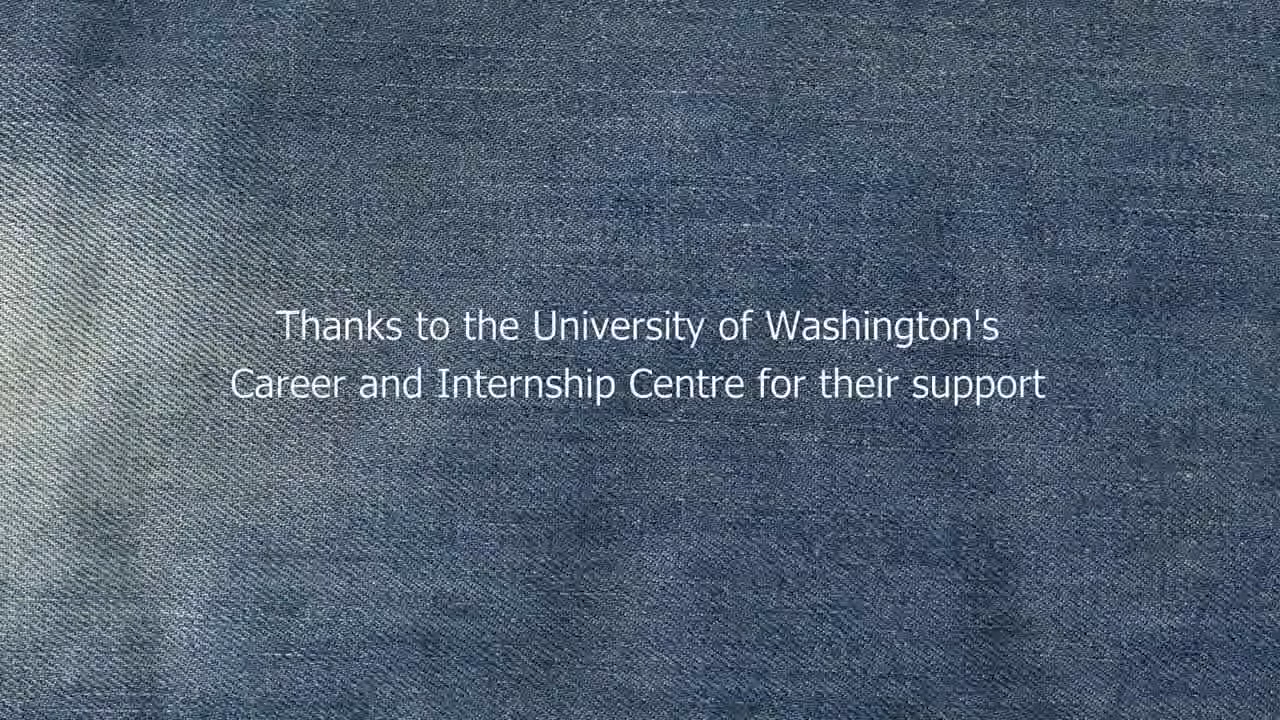 Thanks to the University of Washington's
Career and Internship Centre for their support